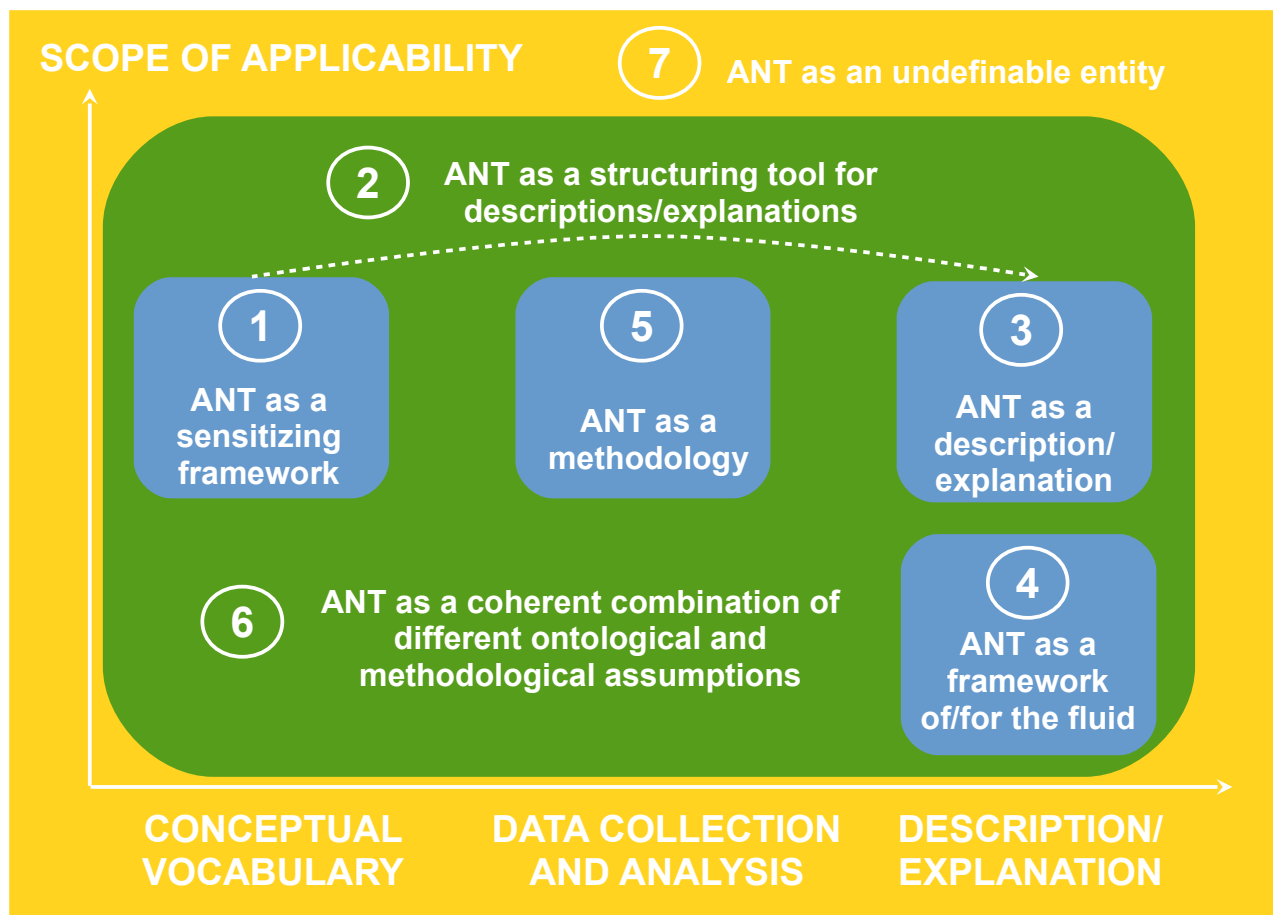 SCOPE OF APPLICABILITY
7
ANT as an undefinable entity
2
ANT as a structuring tool for
descriptions/explanations
1
ANT as a
sensitizing
framework
5
ANT as a
methodology
3
ANT as a
description/
explanation
6
ANT as a coherent combination of
different ontological and
methodological assumptions
4
ANT as a
framework
of/for the fluid
CONCEPTUAL
VOCABULARY
DATA COLLECTION
AND ANALYSIS
DESCRIPTION/
EXPLANATION